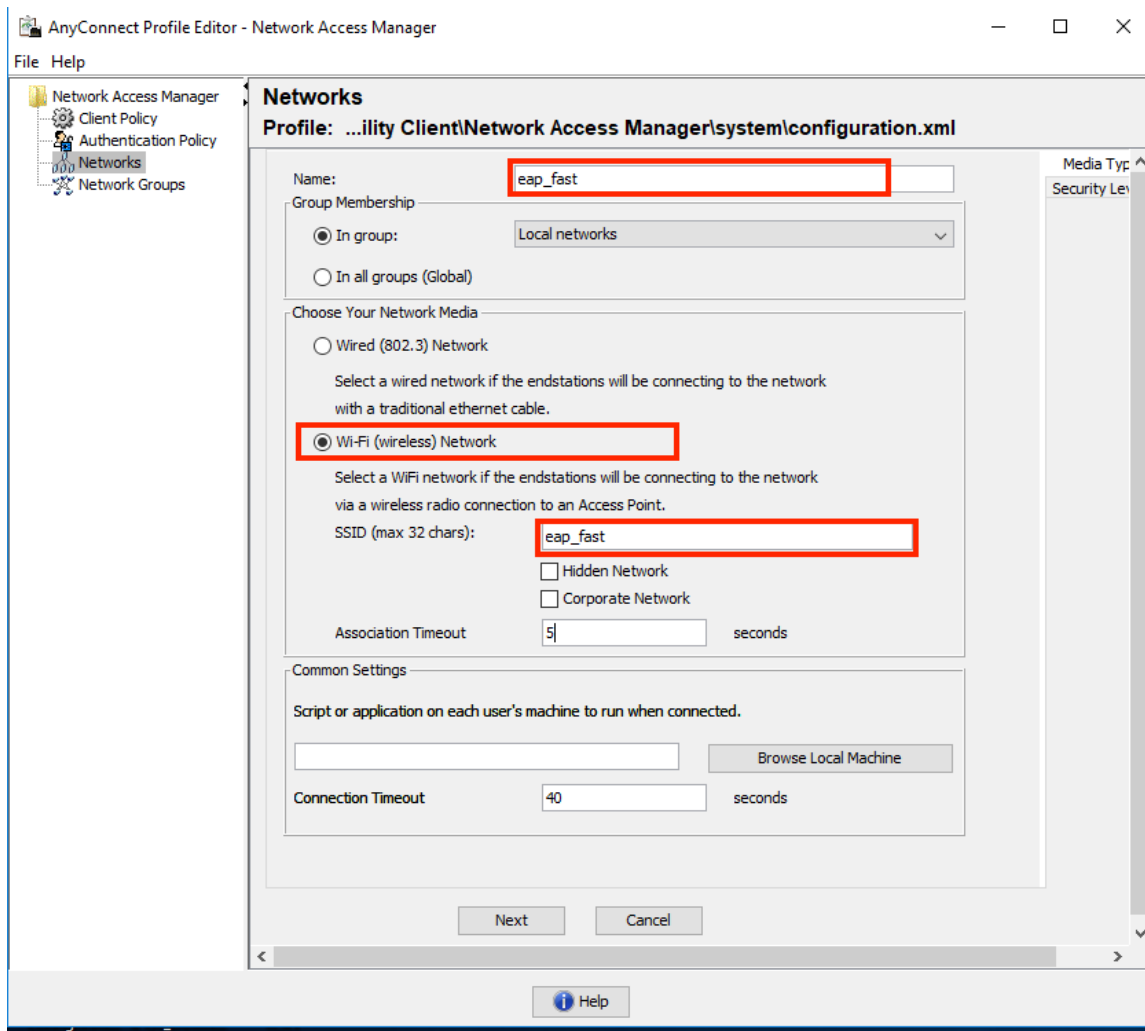 AnyConnect Profile Editor - Network Access Manager
File Help
Network Access Manager
Client Policy
Authentication Policy
Networks
Network Groups
Networks
Profile: ...ility Client\Network Access Manager\system\configuration.xml
Media Typ
Security Lev
Name: eap_fast
Group Membership
In group: Local networks
In all groups (Global)
Choose Your Network Media
Wired (802.3) Network
Select a wired network if the endstations will be connecting to the network
with a traditional ethernet cable.
Wi-Fi (wireless) Network
Select a WiFi network if the endstations will be connecting to the network
via a wireless radio connection to an Access Point.
SSID (max 32 chars): eap_fast
Hidden Network
Corporate Network
Association Timeout 5 seconds
Common Settings
Script or application on each user's machine to run when connected.
Browse Local Machine
Connection Timeout 40 seconds
Next Cancel
Help